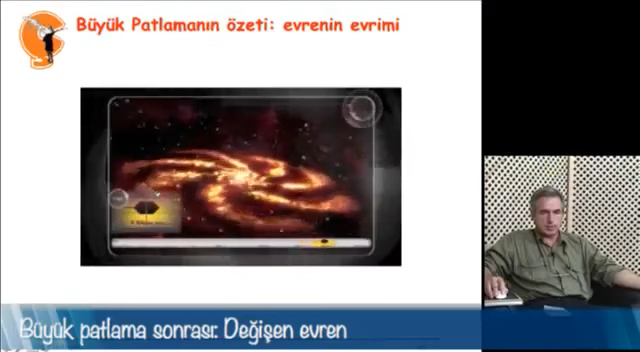 Büyük Patlamanın özeti: evrenin evrimi
Büyük patlama sonrası: Değişen evren